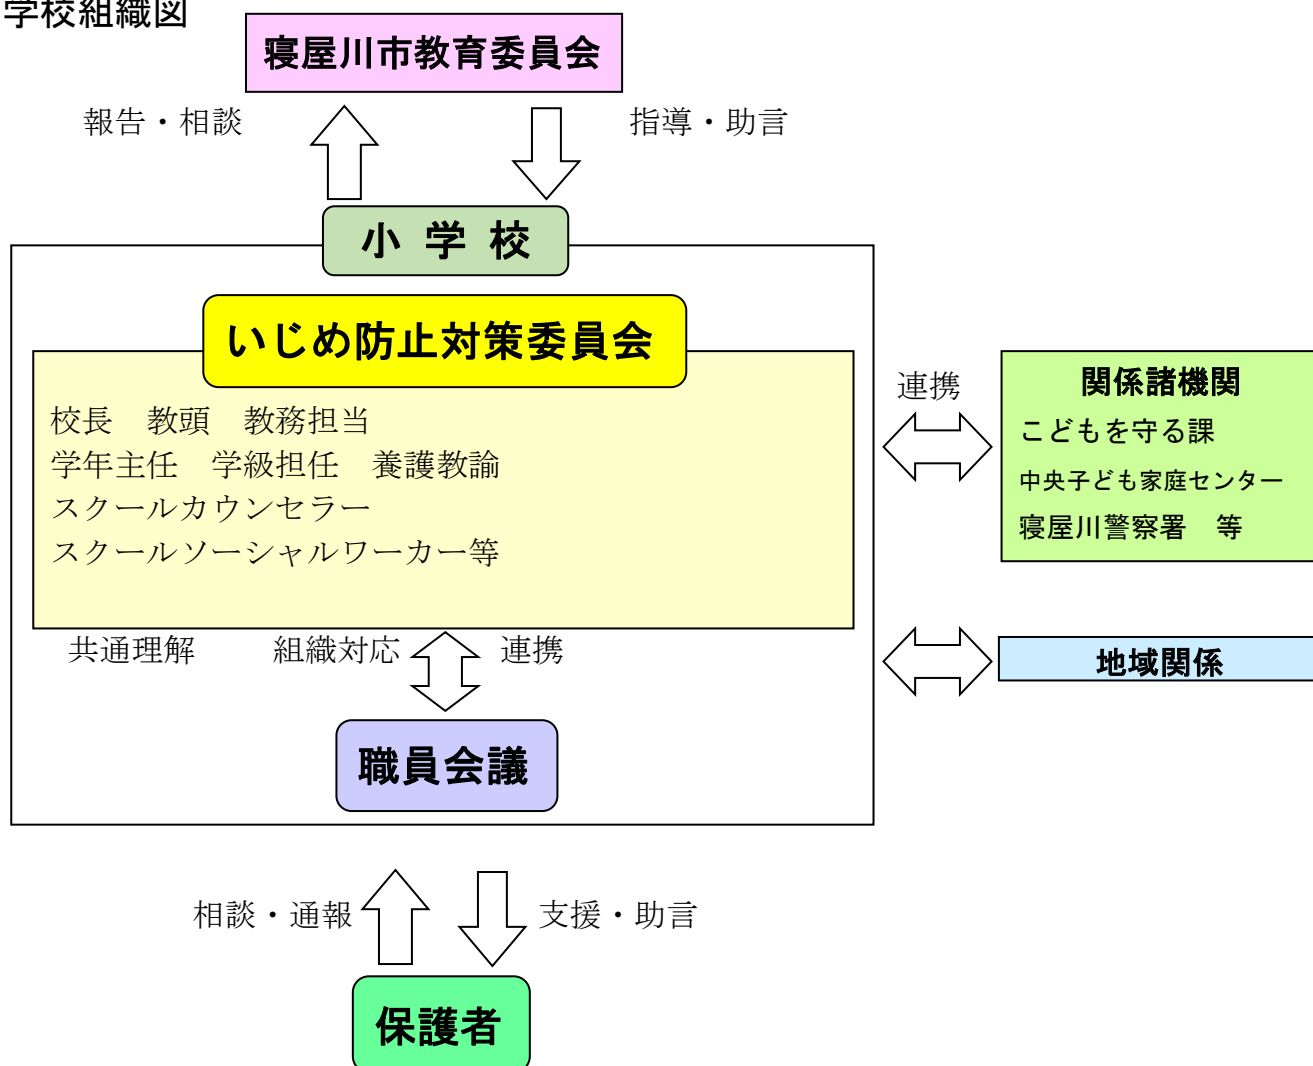 学校組織図
寝屋川市教育委員会
報告・相談
指導・助言
小 学 校
いじめ防止対策委員会
校長　教頭　教務担当
学年主任　学級担任　養護教諭
スクールカウンセラー
スクールソーシャルワーカー等
連携
関係諸機関
こどもを守る課
中央子ども家庭センター
寝屋川警察署　等
共通理解　組織対応　連携
地域関係
職員会議
相談・通報
支援・助言
保護者